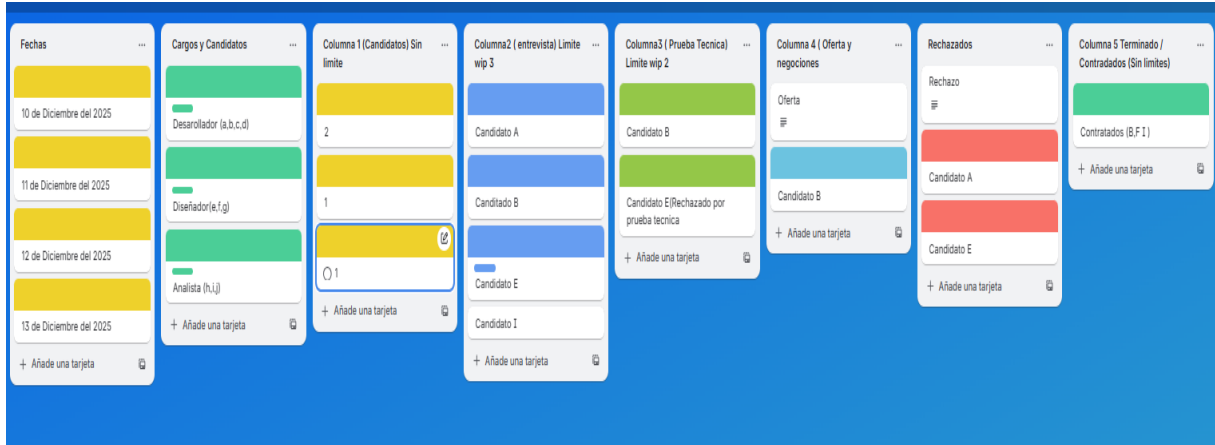 Fechas
10 de Diciembre del 2025
11 de Diciembre del 2025
12 de Diciembre del 2025
13 de Diciembre del 2025
+ Añade una tarjeta
Cargos y Candidatos
Desarollador (a,b,c,d)
Diseñador(e,f,g)
Analista (h,i,j)
+ Añade una tarjeta
Columna 1 (Candidatos) Sin
limite
2
1
1
+ Añade una tarjeta
Columna2 ( entrevista) Limite
wip 3
Candidato A
Canditado B
Candidato E
Candidato I
+ Añade una tarjeta
Columna3 ( Prueba Tecnica)
Limite wip 2
Candidato B
Candidato E(Rechazado por
prueba tecnica
+ Añade una tarjeta
Columna 4 ( Oferta y
negociones
Oferta
Candidato B
+ Añade una tarjeta
Rechazados
Rechazo
Candidato A
Candidato E
+ Añade una tarjeta
Columna 5 Terminado /
Contradados (Sin limites)
Contratados (B,F I )
+ Añade una tarjeta